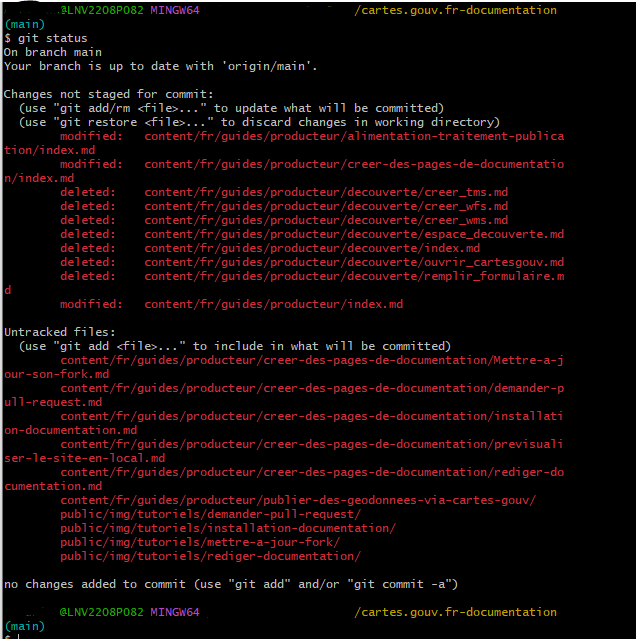 @LNV2208P082 MINGW64 /cartes.gouv.fr-documentation
(main)
$ git status
On branch main
Your branch is up to date with 'origin/main'.
Changes not staged for commit:
(use "git add/rm <file>..." to update what will be committed)
(use "git restore <file>..." to discard changes in working directory)
modified: content/fr/guides/producteur/alimentation-traitement-publica
tion/index.md
modified: content/fr/guides/producteur/creer-des-pages-de-documentatio
n/index.md
deleted: content/fr/guides/producteur/decouverte/creer_tms.md
deleted: content/fr/guides/producteur/decouverte/creer_wfs.md
deleted: content/fr/guides/producteur/decouverte/creer_wms.md
deleted: content/fr/guides/producteur/decouverte/espace_decouverte.md
deleted: content/fr/guides/producteur/decouverte/index.md
deleted: content/fr/guides/producteur/decouverte/ouvrir_cartesgouv.md
deleted: content/fr/guides/producteur/decouverte/remplir_formulaire.m
d
modified: content/fr/guides/producteur/index.md
Untracked files:
(use "git add <file>..." to include in what will be committed)
content/fr/guides/producteur/creer-des-pages-de-documentation/Mettre-a-j
our-son-fork.md
content/fr/guides/producteur/creer-des-pages-de-documentation/demander-p
ull-request.md
content/fr/guides/producteur/creer-des-pages-de-documentation/installati
on-documentation.md
content/fr/guides/producteur/creer-des-pages-de-documentation/previsuali
ser-le-site-en-local.md
content/fr/guides/producteur/creer-des-pages-de-documentation/rediger-do
cumentation.md
content/fr/guides/producteur/publier-des-geodonnees-via-cartes-gouv/
public/img/tutoriels/demander-pull-request/
public/img/tutoriels/installation-documentation/
public/img/tutoriels/mettre-a-jour-fork/
public/img/tutoriels/rediger-documentation/
no changes added to commit (use "git add" and/or "git commit -a")
@LNV2208P082 MINGW64 /cartes.gouv.fr-documentation
(main)
$